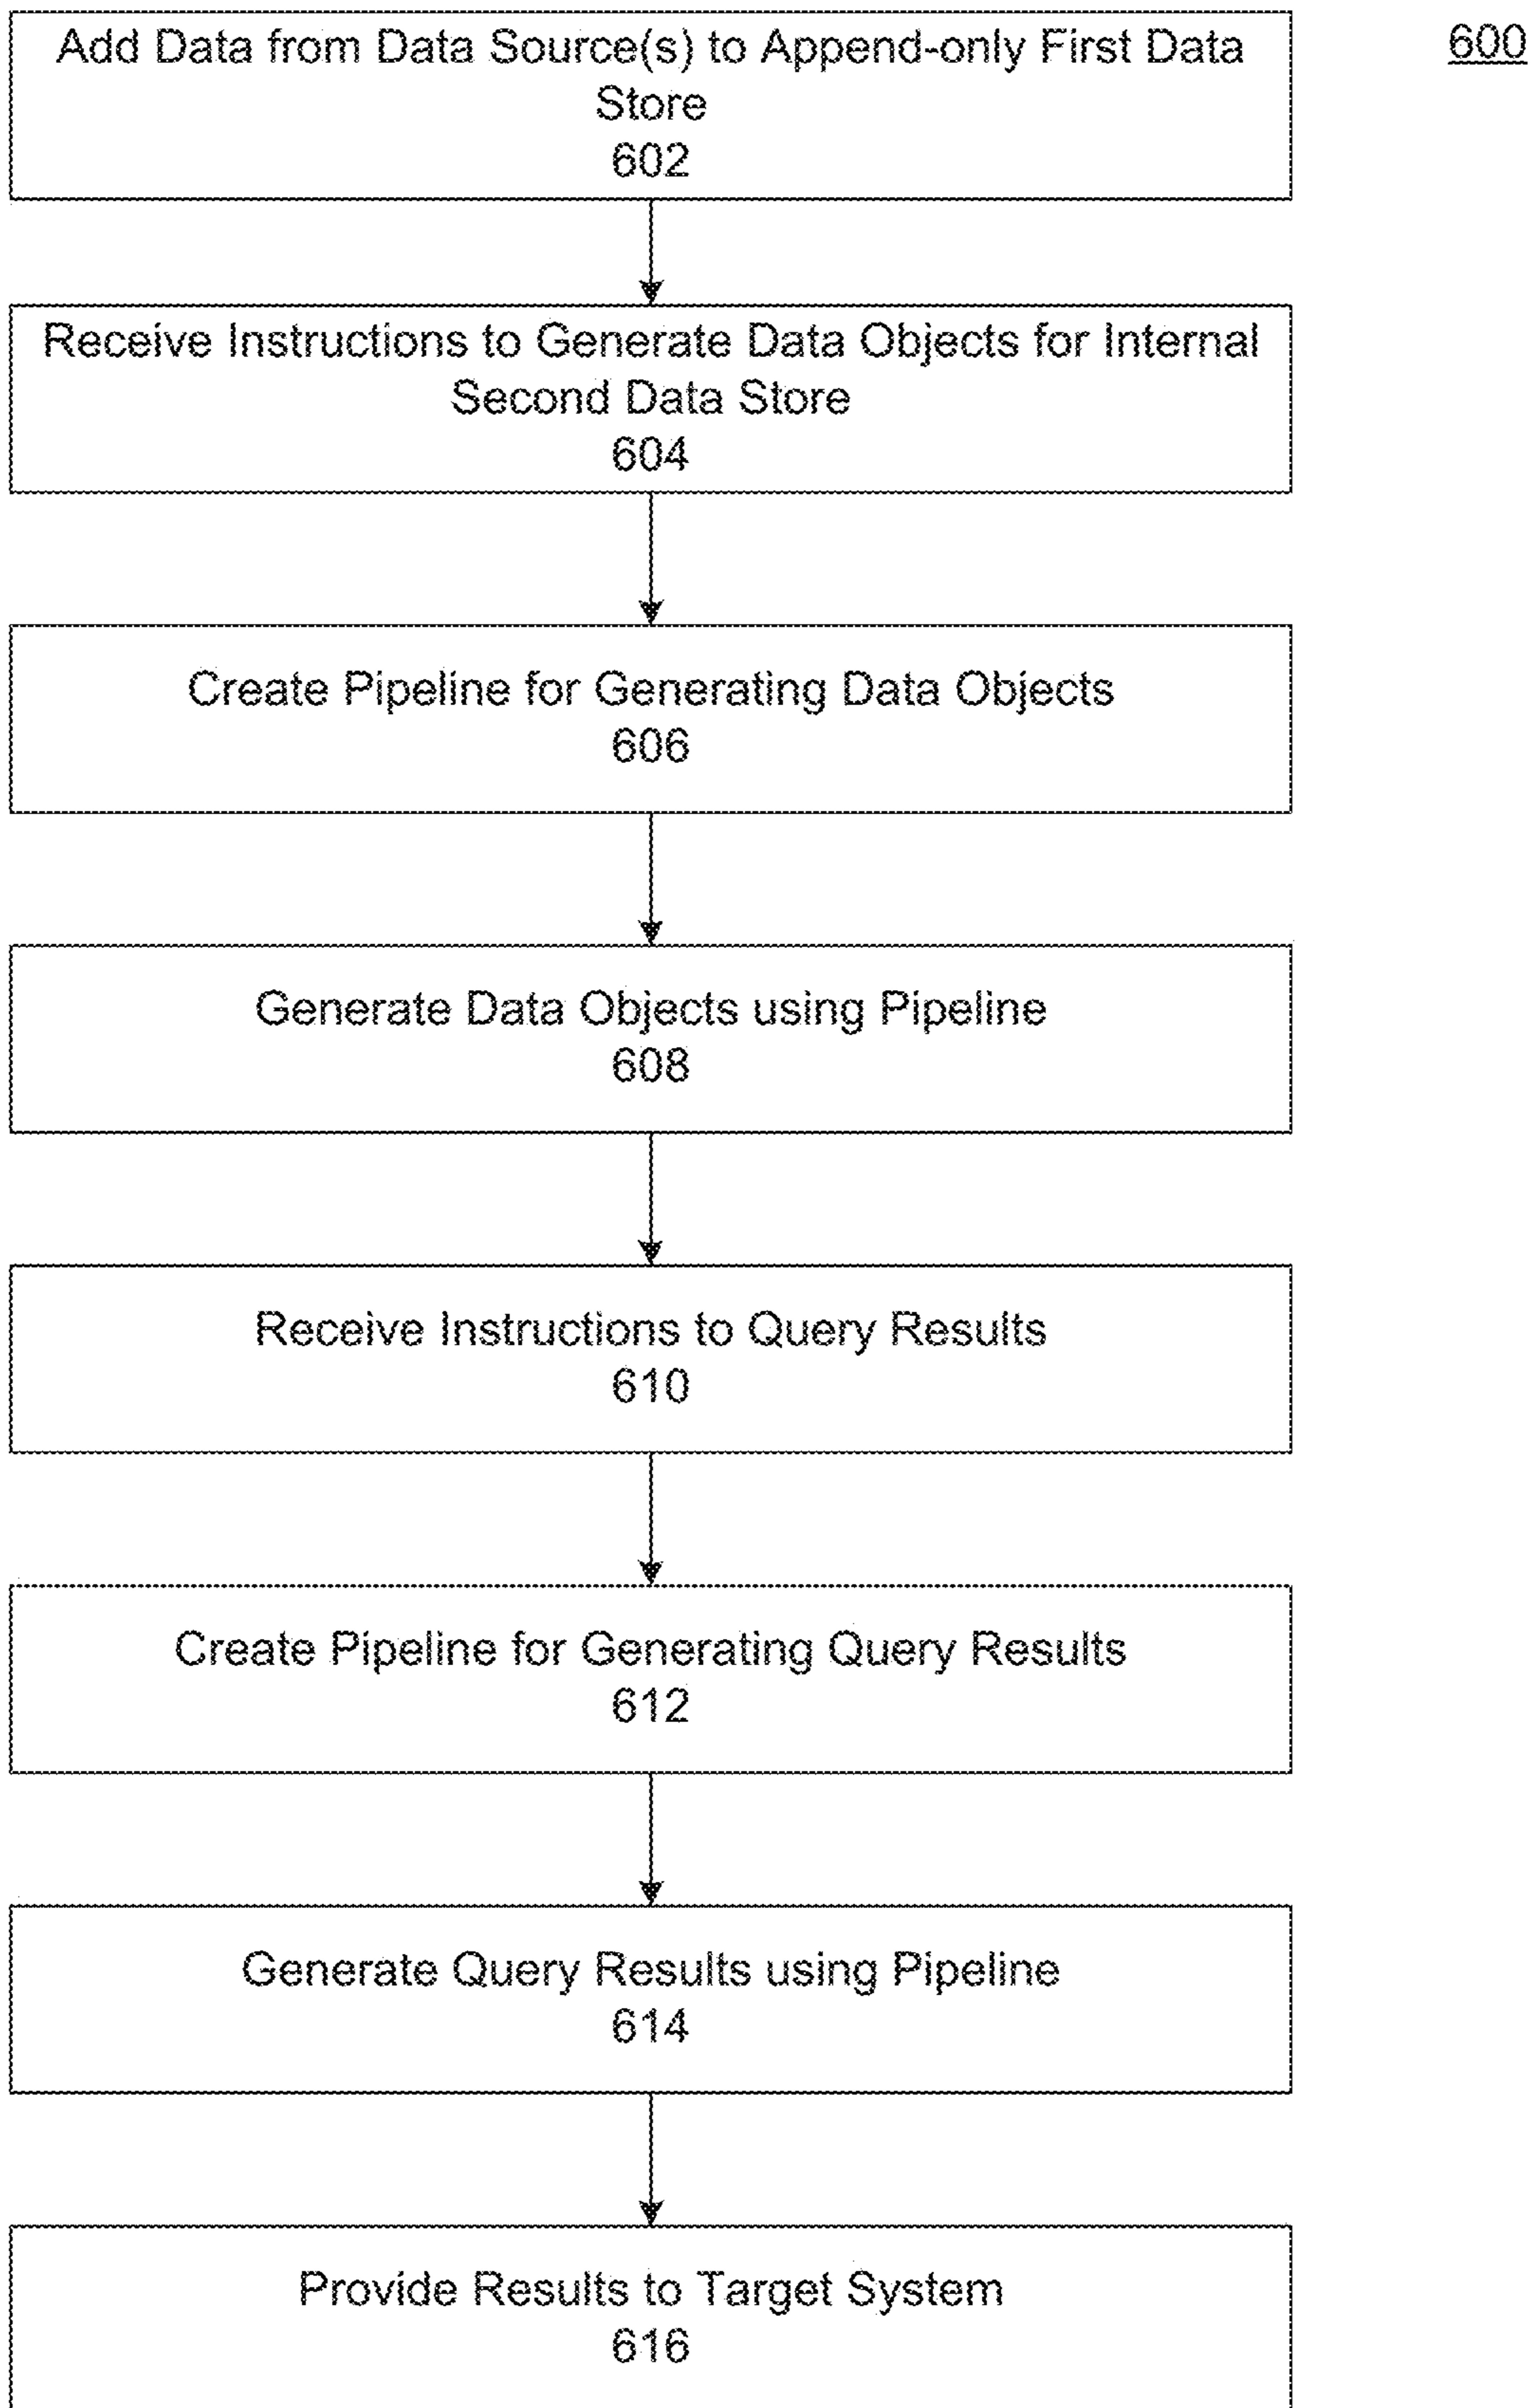 600
Add Data from Data Source(s) to Append-only First Data
Store
602
Receive Instructions to Generate Data Objects for Internal
Second Data Store
604
Create Pipeline for Generating Data Objects
606
Generate Data Objects using Pipeline
608
Receive Instructions to Query Results
610
Create Pipeline for Generating Query Results
612
Generate Query Results using Pipeline
614
Provide Results to Target System
616